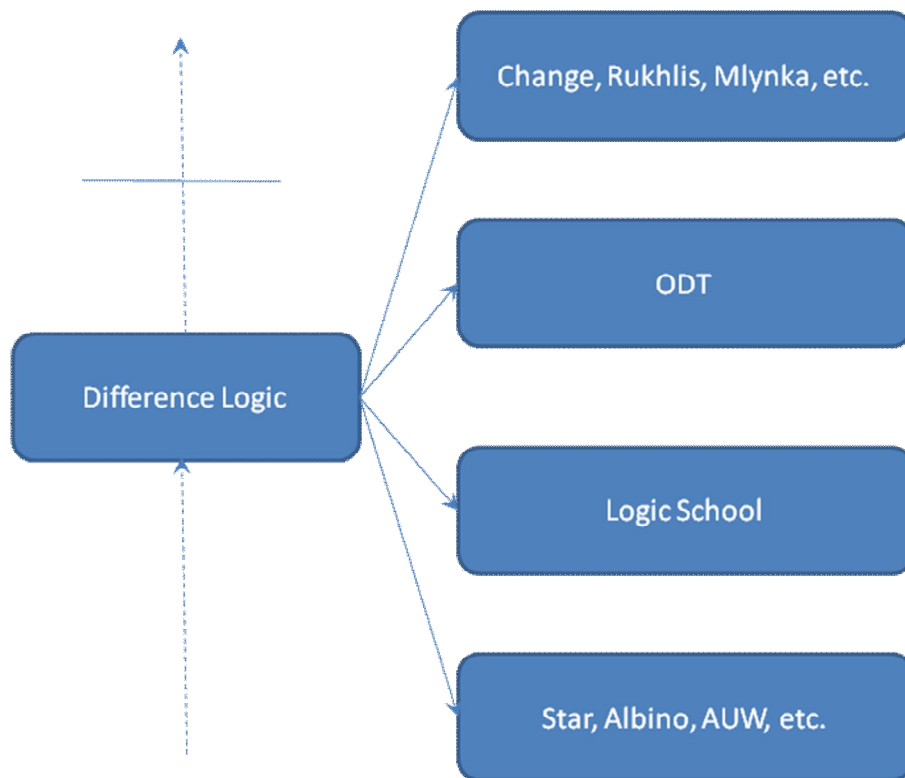 Change, Rukhlis, Mlynka, etc.
ODT
Difference Logic
Logic School
Star, Albino, AUW, etc.